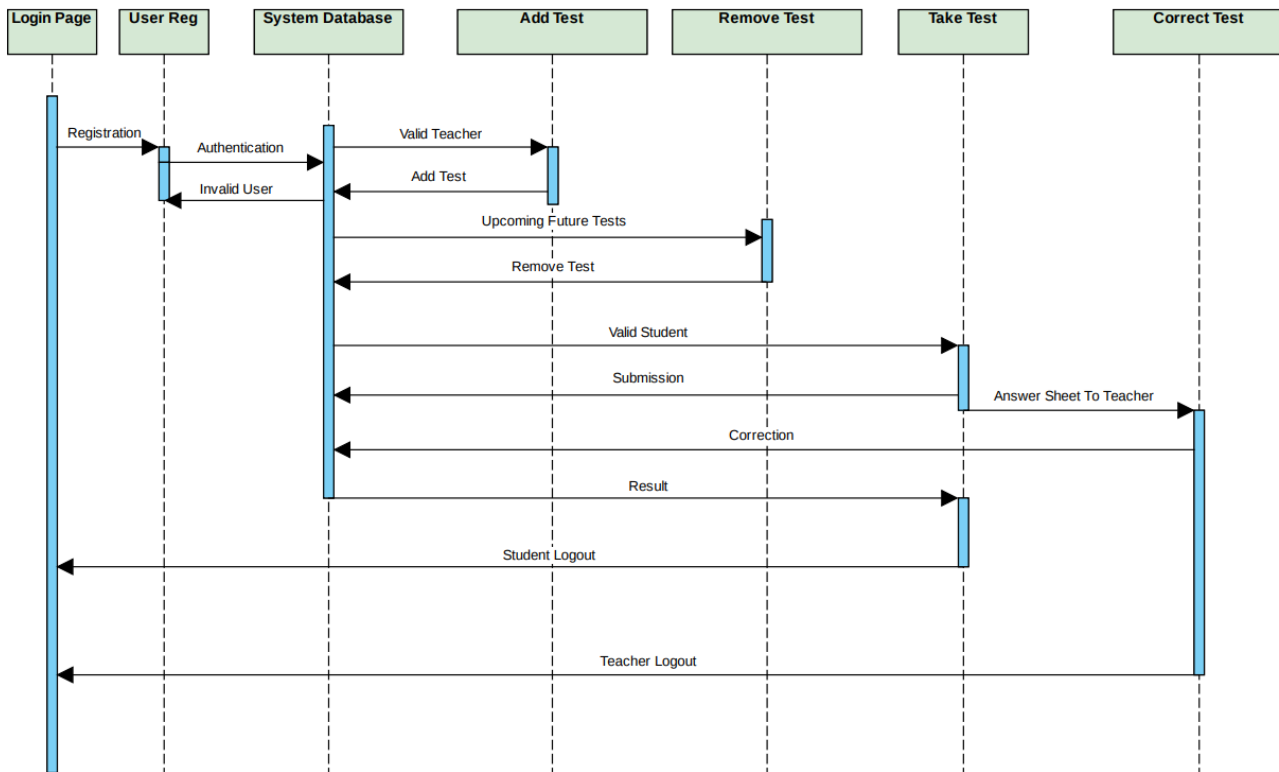 Login Page
User Reg
System Database
Add Test
Remove Test
Take Test
Correct Test
Registration
Valid Teacher
Authentication
Add Test
Invalid User
Upcoming Future Tests
Remove Test
Valid Student
Submission
Answer Sheet To Teacher
Correction
Result
Student Logout
Teacher Logout